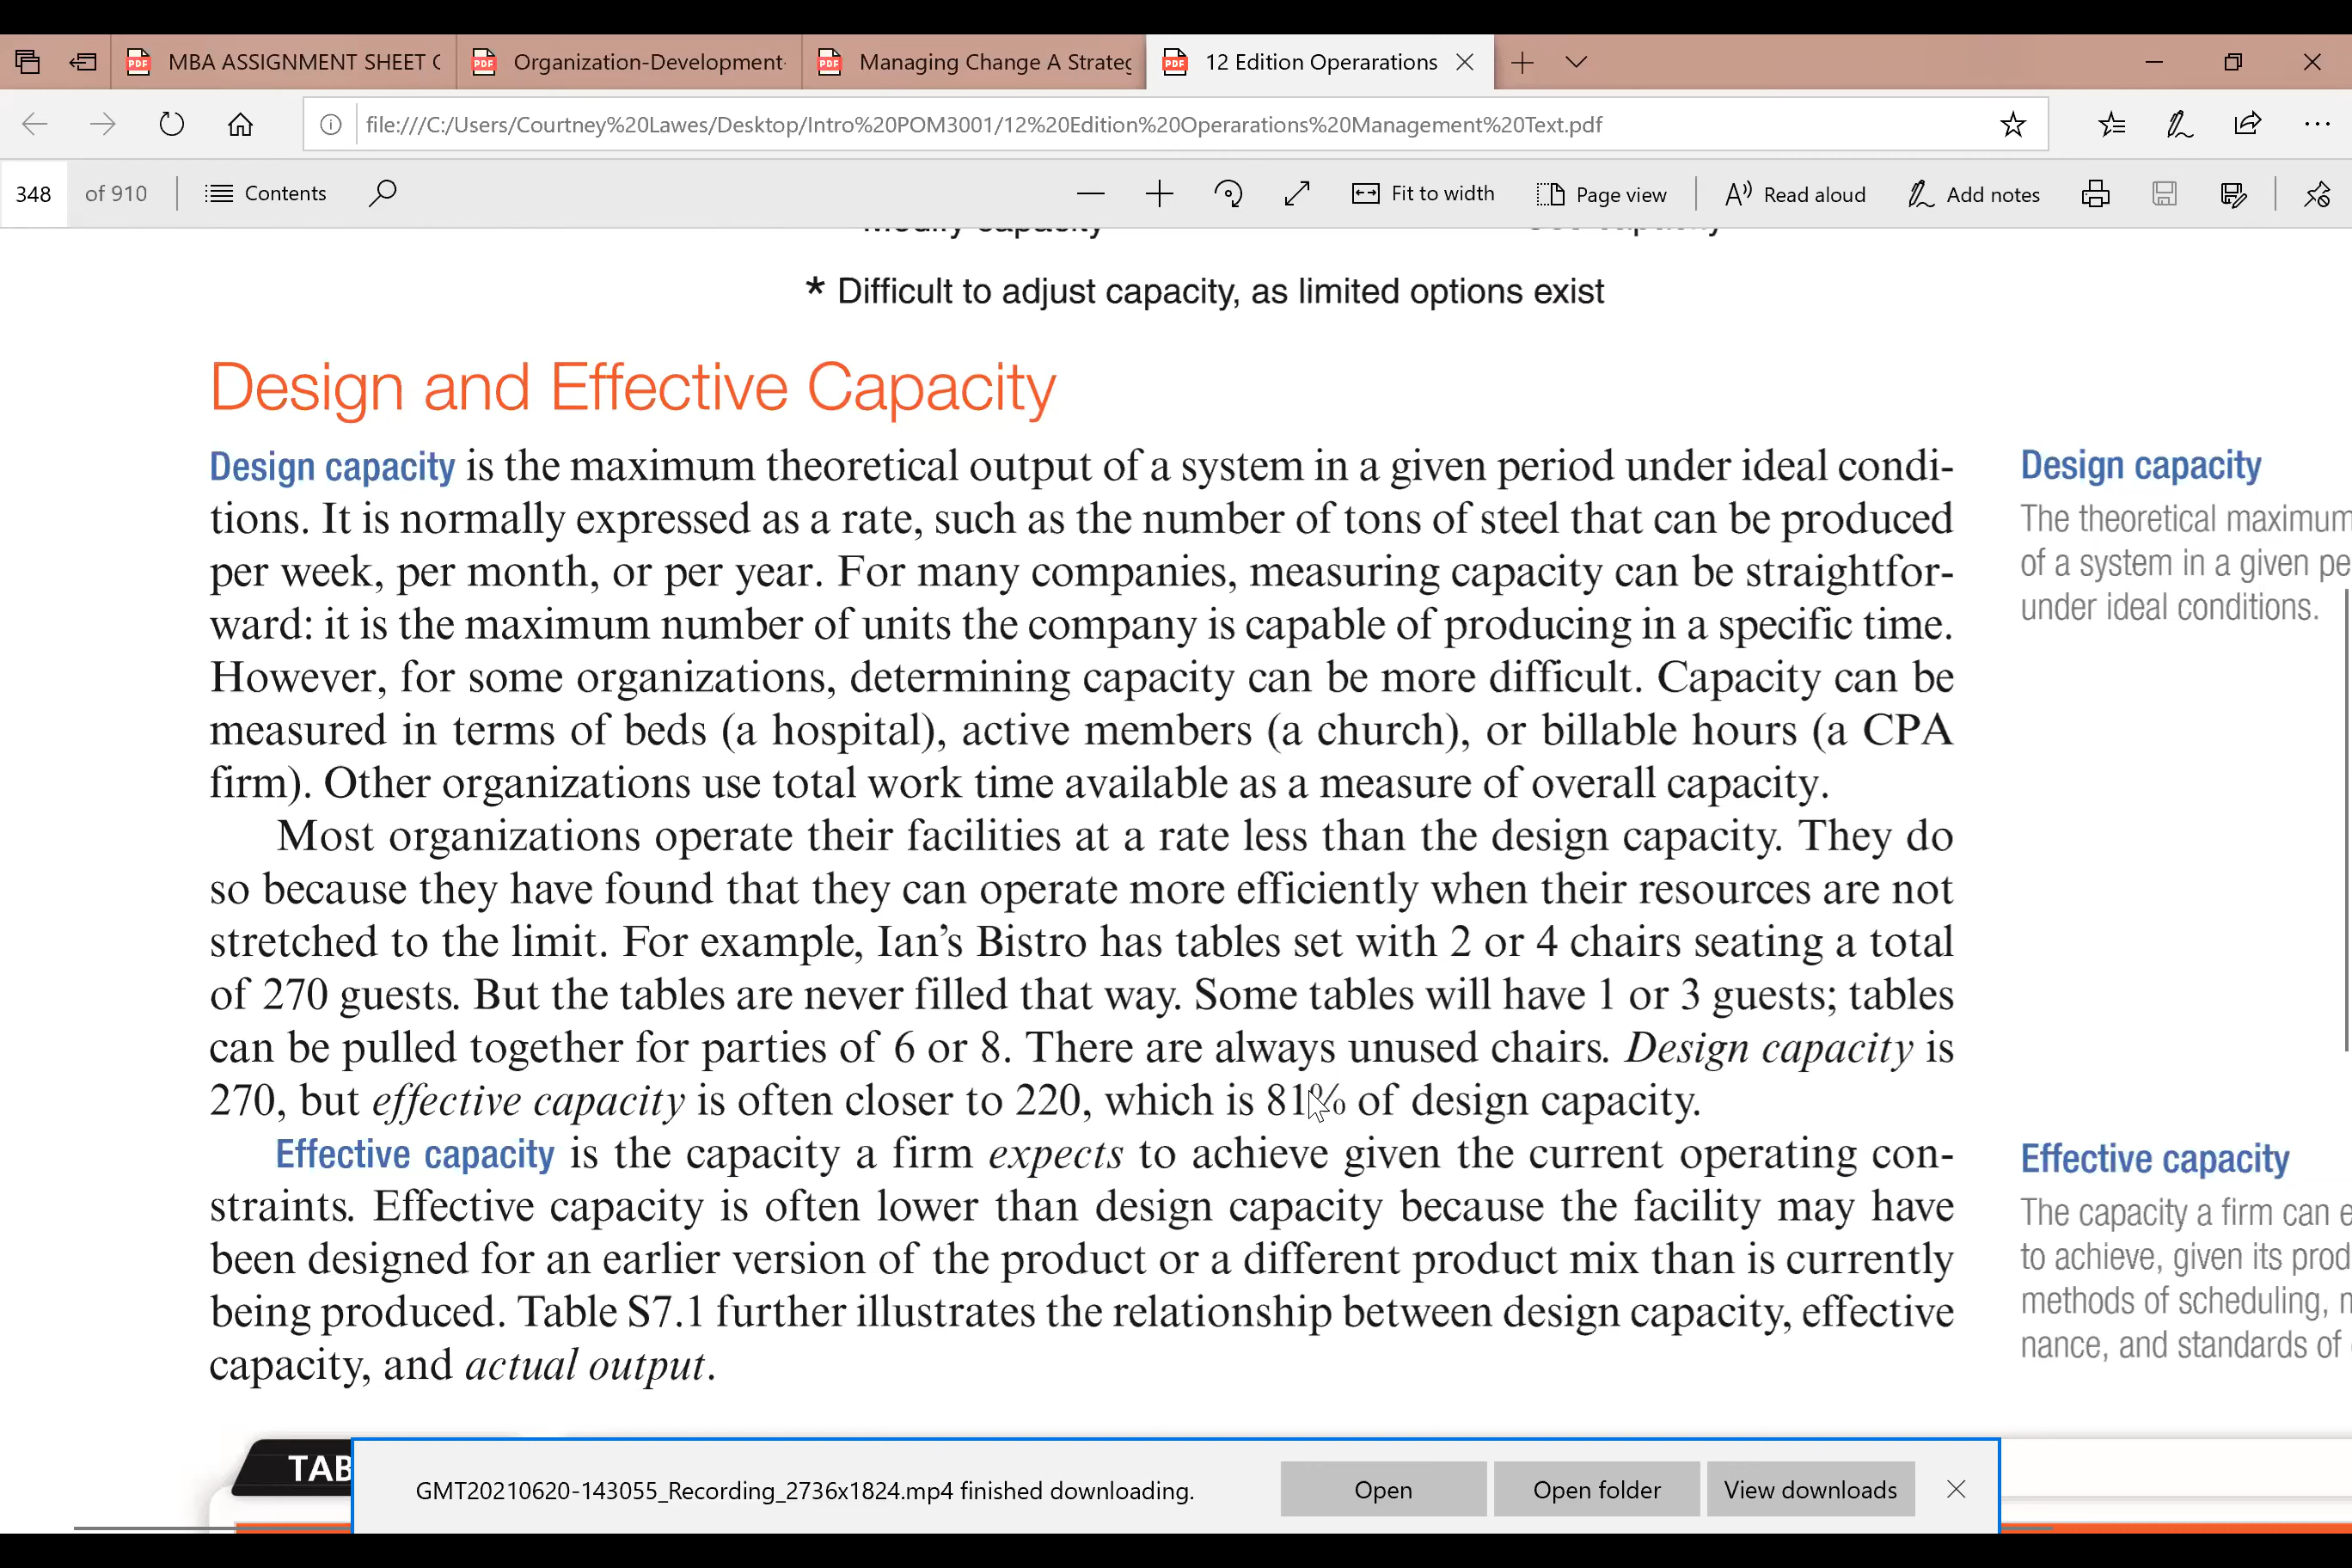 MBA ASSIGNMENT SHEET
Organization-Development-
Managing Change A Strate
12 Edition Operarations
file:///C:/Users/Courtney%20Lawes/Desktop/Intro%20POM3001/12%20Edition%20Operarations%20Management%20Text.pdf
348 of 910 Contents Fit to width Page view Read aloud Add notes
Modify capacity
* Difficult to adjust capacity, as limited options exist
Design and Effective Capacity
Design capacity is the maximum theoretical output of a system in a given period under ideal condi-
tions. It is normally expressed as a rate, such as the number of tons of steel that can be produced
per week, per month, or per year. For many companies, measuring capacity can be straightfor-
ward: it is the maximum number of units the company is capable of producing in a specific time.
However, for some organizations, determining capacity can be more difficult. Capacity can be
measured in terms of beds (a hospital), active members (a church), or billable hours (a CPA
firm). Other organizations use total work time available as a measure of overall capacity.
Most organizations operate their facilities at a rate less than the design capacity. They do
so because they have found that they can operate more efficiently when their resources are not
stretched to the limit. For example, Ian's Bistro has tables set with 2 or 4 chairs seating a total
of 270 guests. But the tables are never filled that way. Some tables will have 1 or 3 guests; tables
can be pulled together for parties of 6 or 8. There are always unused chairs. Design capacity is
270, but effective capacity is often closer to 220, which is 81% of design capacity.
Effective capacity is the capacity a firm expects to achieve given the current operating con-
straints. Effective capacity is often lower than design capacity because the facility may have
been designed for an earlier version of the product or a different product mix than is currently
being produced. Table S7.1 further illustrates the relationship between design capacity, effective
capacity, and actual output.
Design capacity
The theoretical maximum
of a system in a given pe
under ideal conditions.
Effective capacity
The capacity a firm can e
to achieve, given its prod
methods of scheduling, m
nance, and standards of
TAB
GMT20210620-143055_Recording_2736x1824.mp4 finished downloading.
Open
Open folder
View downloads